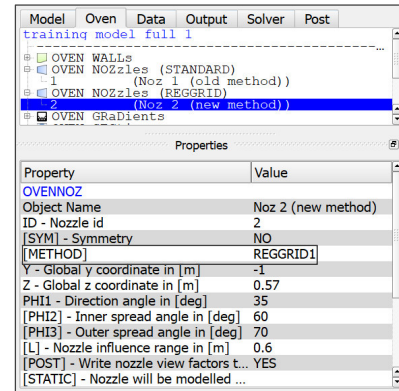 Model Oven Data Output Solver Post
training model full 1
OVEN WALLs
OVEN NOZzles (STANDARD)
1 (Noz 1 (old method))
OVEN NOZzles (REGGRID)
2 (Noz 2 (new method))
OVEN GRaDients
Properties
Property Value
OVENNOZ
Object Name Noz 2 (new method)
ID - Nozzle id 2
[SYM] - Symmetry NO
[METHOD] REGGRID1
Y - Global y coordinate in [m] -1
Z - Global z coordinate in [m] 0.57
PHI1 - Direction angle in [deg] 35
[PHI2] - Inner spread angle in [deg] 60
[PHI3] - Outer spread angle in [deg] 70
[L] - Nozzle influence range in [m] 0.6
[POST] - Write nozzle view factors t... YES
[STATIC] - Nozzle will be modelled ...